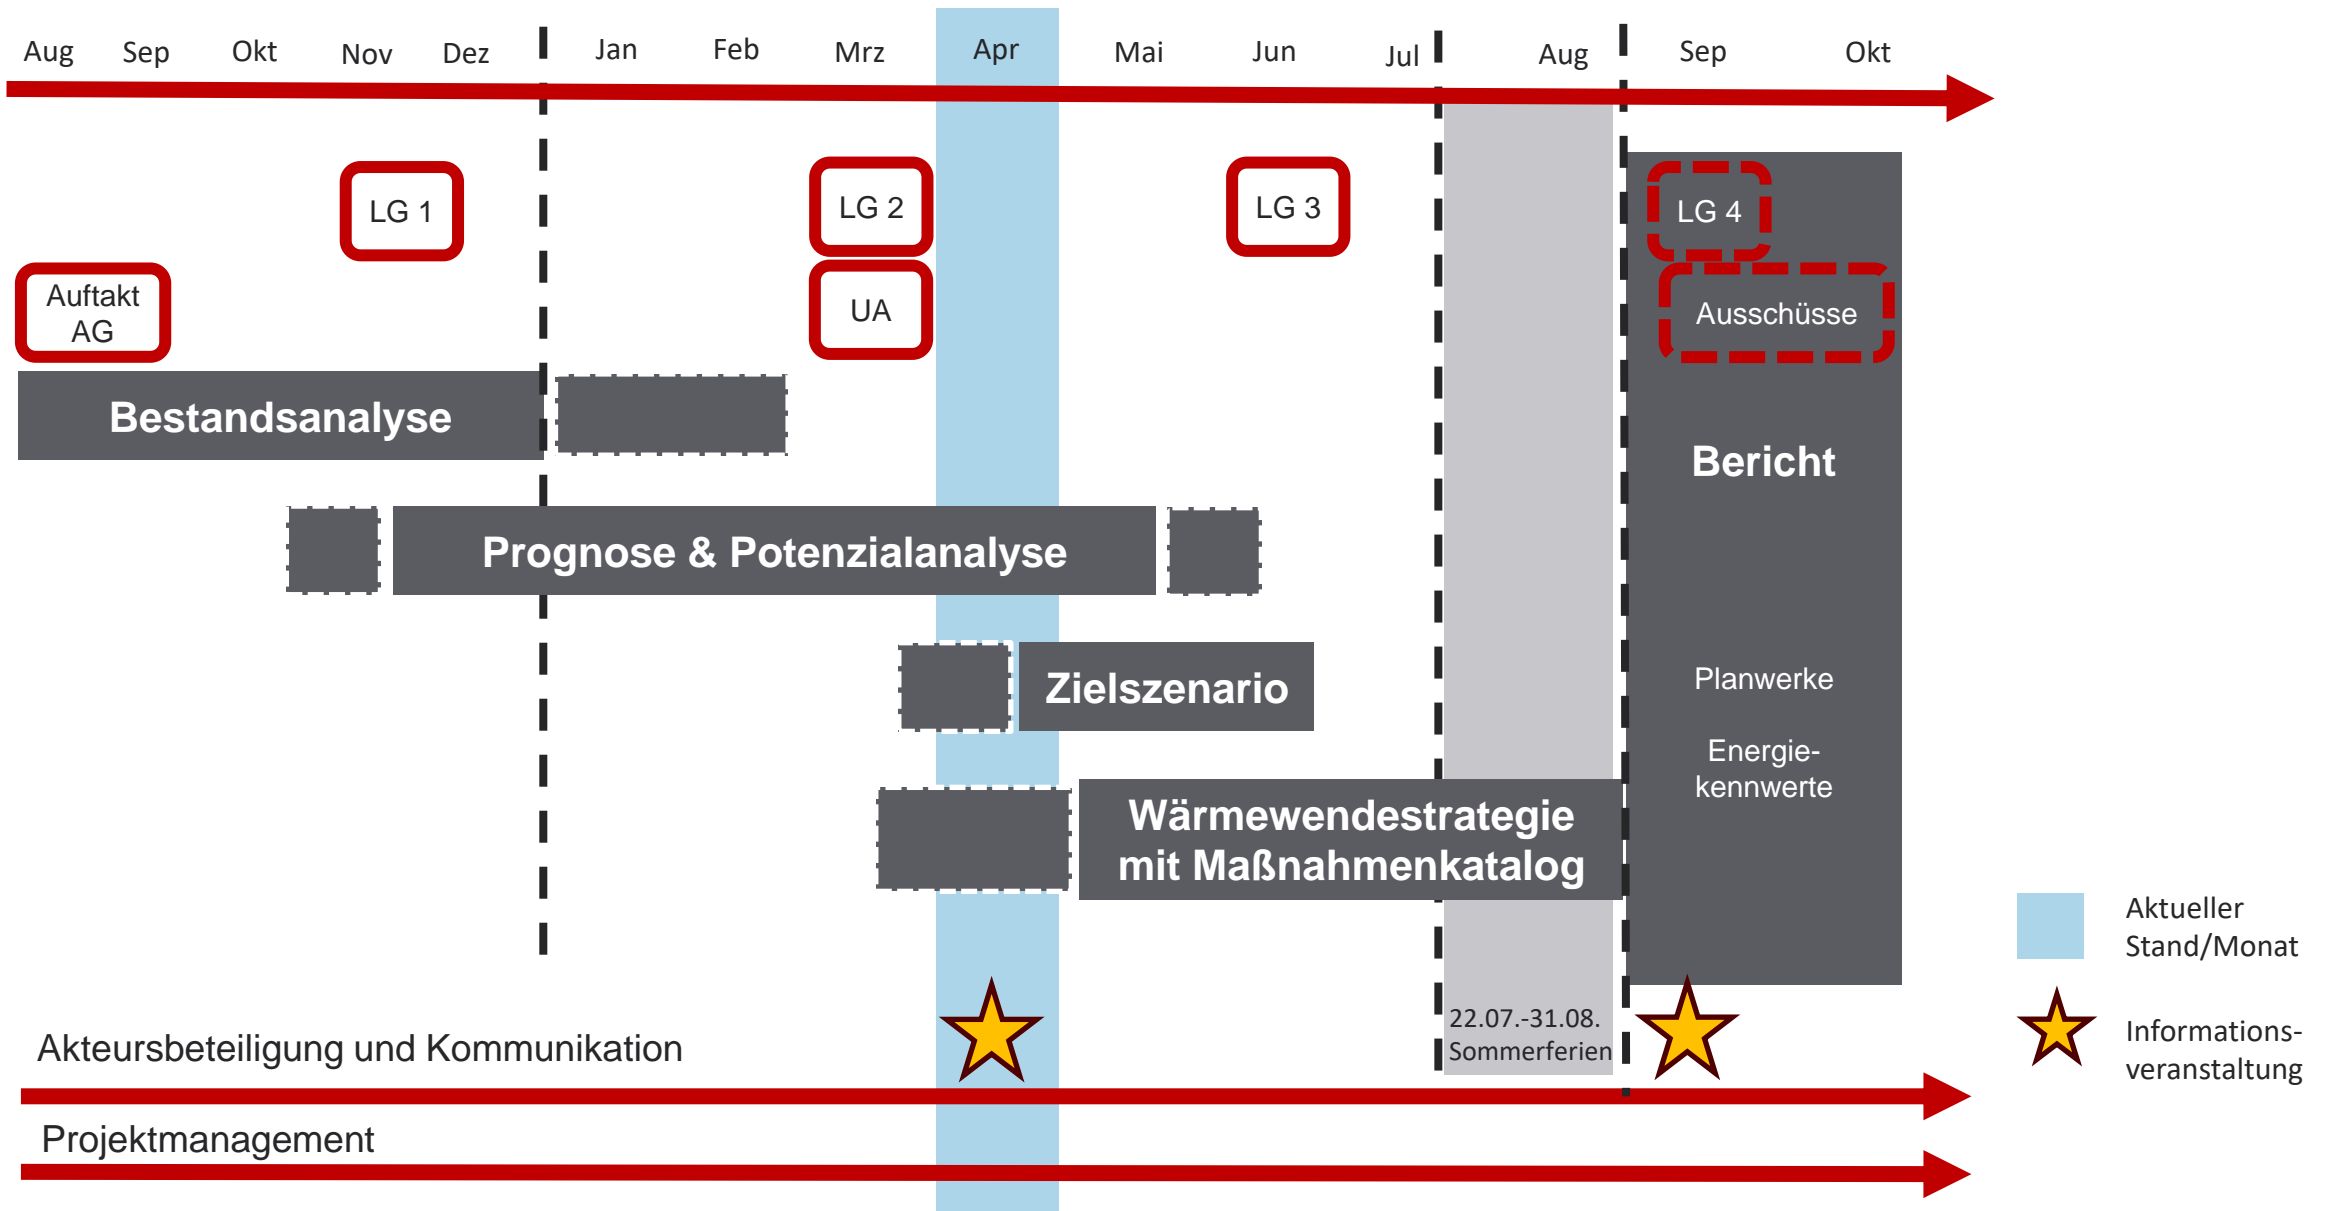 Aug Sep Okt Nov Dez Jan Feb Mrz Apr Mai Jun Jul Aug Sep Okt
LG 1
LG 2
LG 3
LG 4
Auftakt
AG
UA
Ausschüsse
Bestandsanalyse
Bericht
Prognose & Potenzialanalyse
Zielszenario
Planwerke
Energie-
kennwerte
Wärmewendestrategie
mit Maßnahmenkatalog
Aktueller
Stand/Monat
22.07.-31.08.
Sommerferien
Akteursbeteiligung und Kommunikation
Informations-
veranstaltung
Projektmanagement